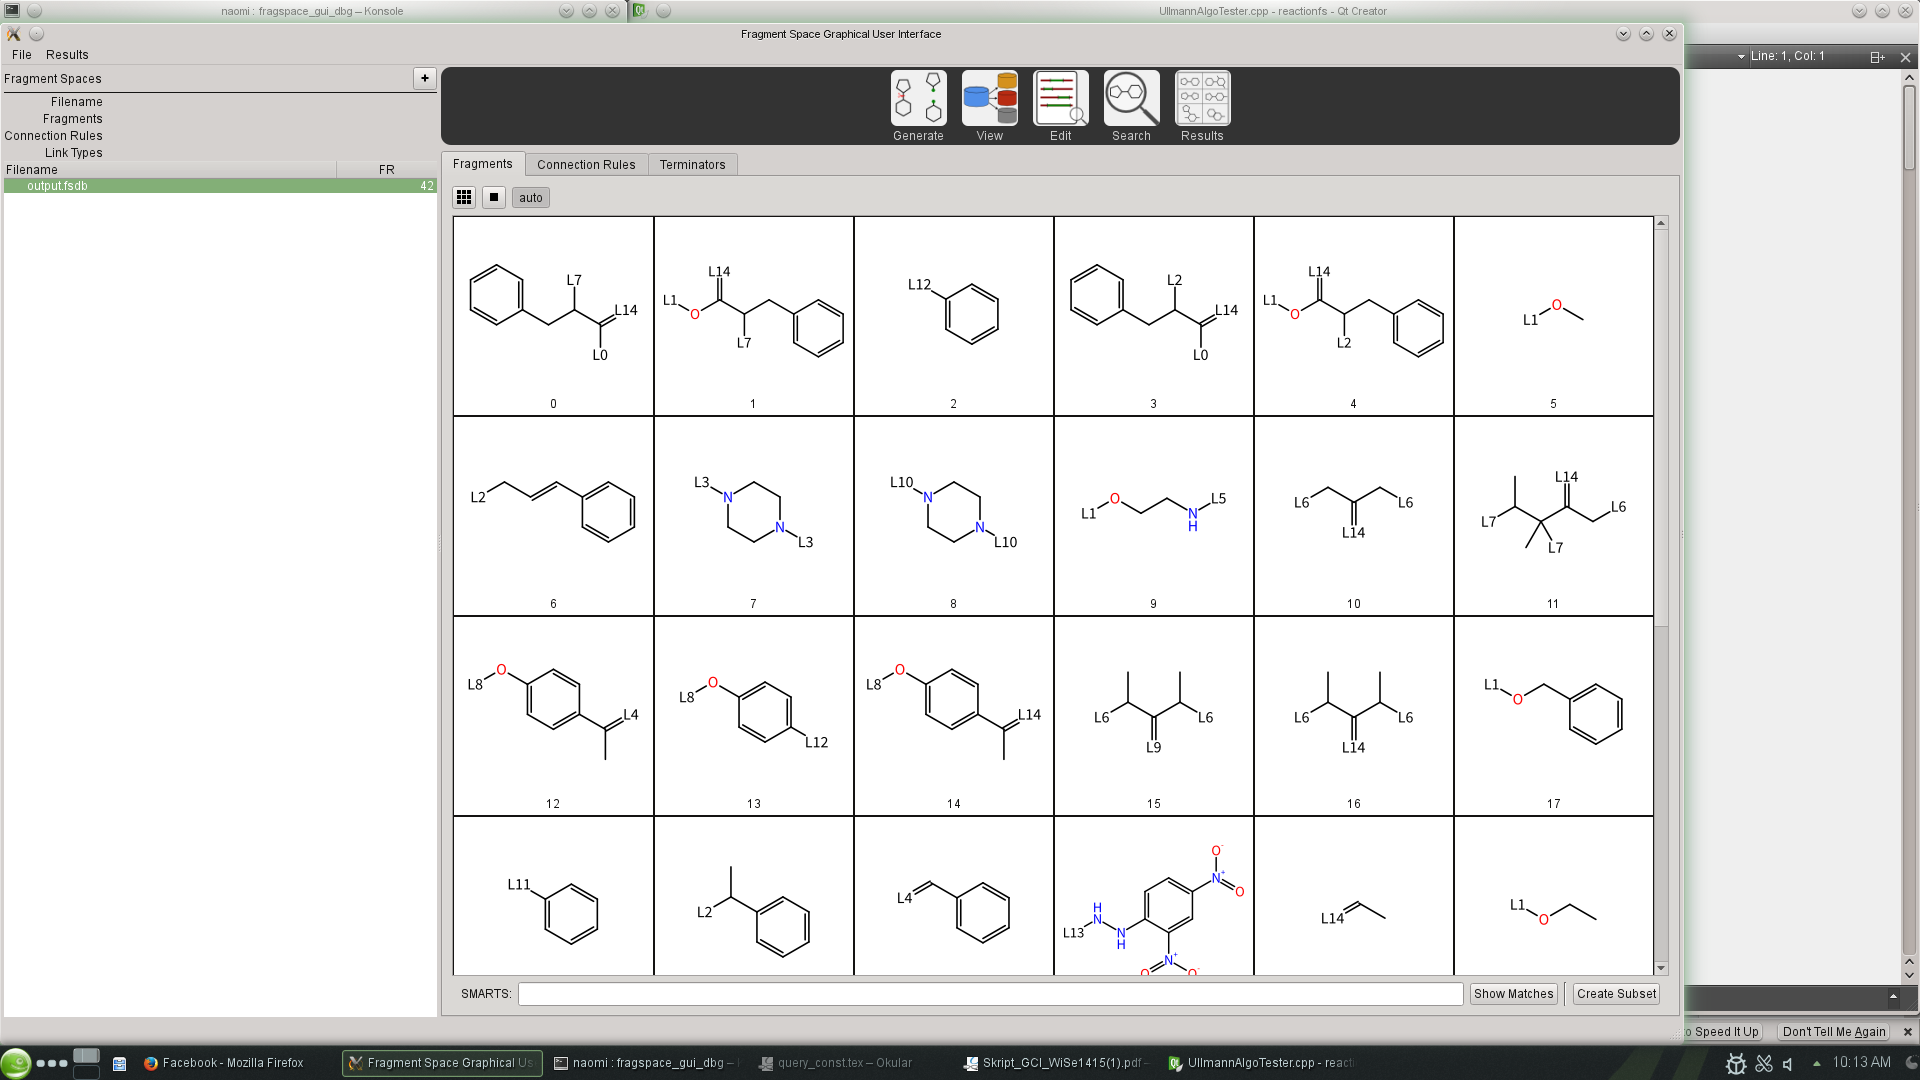 naomi : fragspace_gui_dbg – Konsole
UllmannAlgoTester.cpp - reactionfs - Qt Creator
Fragment Space Graphical User Interface
File Results
Line: 1, Col: 1
Fragment Spaces +
Filename
Fragments
Connection Rules
Link Types
Filename FR
output.fsdb 42
Generate View Edit Search Results
Fragments Connection Rules Terminators
auto
L7 L14 L0
0
L14 L1 O L7
1
L12
2
L2 L14 L0
3
L14 L1 O L2
4
L1 O
5
L2
6
L3 N N L3
7
L10 N N L10
8
L1 O N H L5
9
L6 L6 L14
10
L14 L7 L6 L7
11
L8 O L4
12
L8 O L12
13
L8 O L14
14
L6 L6 L9
15
L6 L6 L14
16
L1 O
17
L11
L2
L4
O- N+ O H N L13 N H N+ O O-
L14
L1 O
SMARTS: Show Matches Create Subset
o Speed It Up Don't Tell Me Again
Facebook - Mozilla Firefox
Fragment Space Graphical Us
naomi : fragspace_gui_dbg –
query_const.tex – Okular
Skript_GCI_WiSe1415(1).pdf –
UllmannAlgoTester.cpp - reacti
10:13 AM